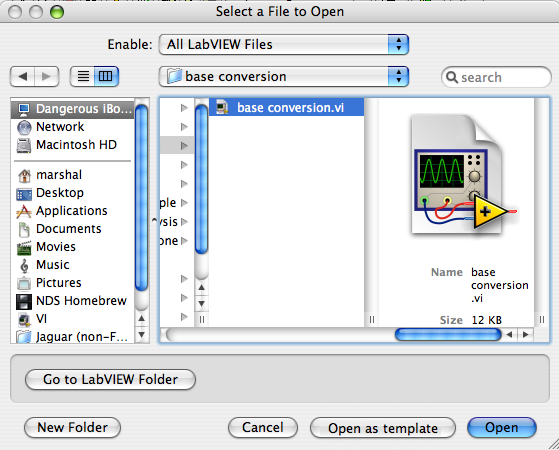 Select a File to Open
Enable: All LabVIEW Files
base conversion
search
Dangerous iBo...
Network
Macintosh HD
marshal
Desktop
Applications
Documents
Movies
Music
Pictures
NDS Homebrew
VI
Jaguar (non-F...
ple
ysis
one
base conversion.vi
Name base
conversion
.vi
Size 12 KB
Go to LabVIEW Folder
New Folder
Cancel
Open as template
Open